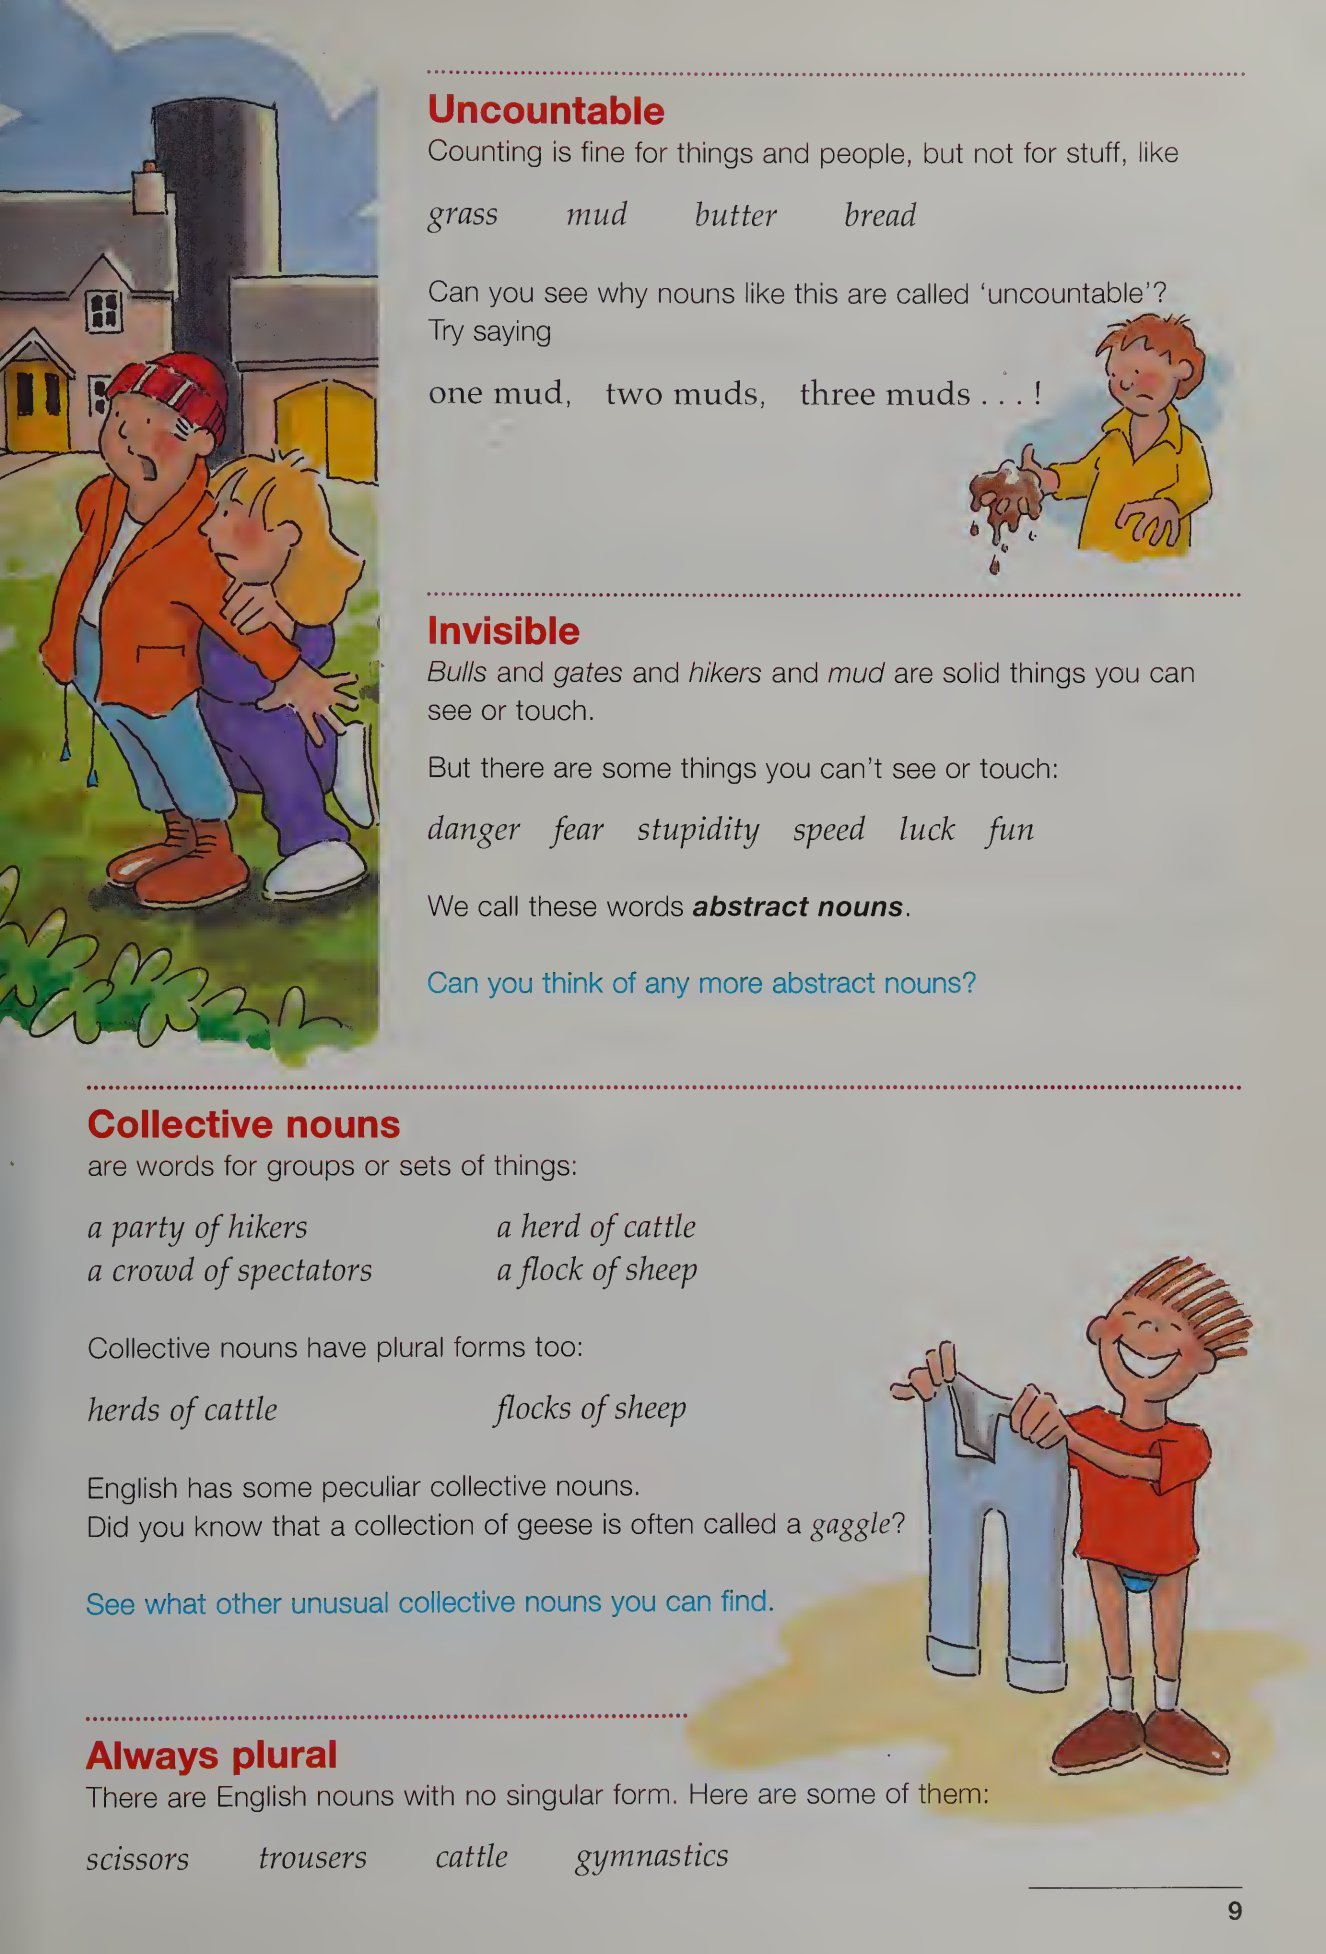 Uncountable
Counting is fine for things and people, but not for stuff, like
grass mud butter bread
Can you see why nouns like this are called ‘uncountable’?
Try saying
one mud, two muds, three muds . . . !
Invisible
Bulls and gates and hikers and mud are solid things you can
see or touch.
But there are some things you can’t see or touch:
danger fear stupidity speed luck fun
We call these words abstract nouns.
Can you think of any more abstract nouns?
Collective nouns
are words for groups or sets of things:
a party of hikers a herd of cattle
a crowd of spectators a flock of sheep
Collective nouns have plural forms too:
herds of cattle flocks of sheep
English has some peculiar collective nouns.
Did you know that a collection of geese is often called a gaggle?
See what other unusual collective nouns you can find.
Always plural
There are English nouns with no singular form. Here are some of them:
scissors trousers cattle gymnastics
9